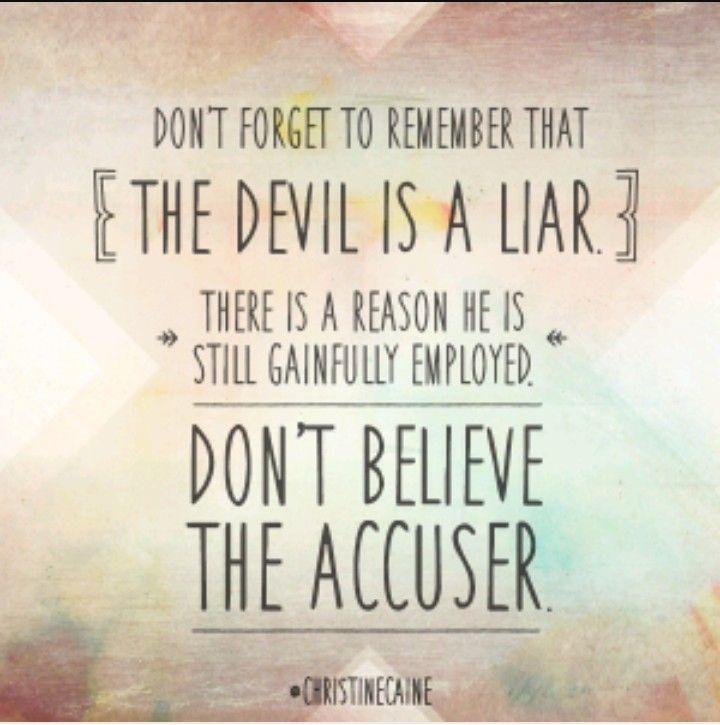 DON'T FORGET TO REMEMBER THAT
{THE DEVIL IS A LIAR.}
THERE IS A REASON HE IS
STILL GAINFULLY EMPLOYED.
DON'T BELIEVE
THE ACCUSER.
•CHRISTINECAINE